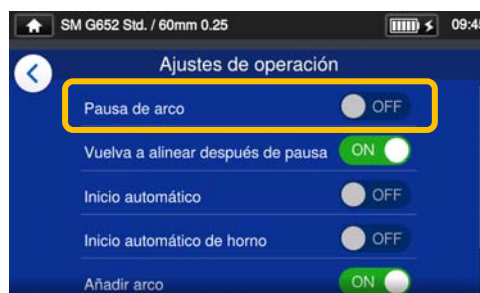 SM G652 Std. / 60mm 0.25 09:45
Ajustes de operación
Pausa de arco OFF
Vuelva a alinear después de pausa ON
Inicio automático OFF
Inicio automático de horno OFF
Añadir arco ON